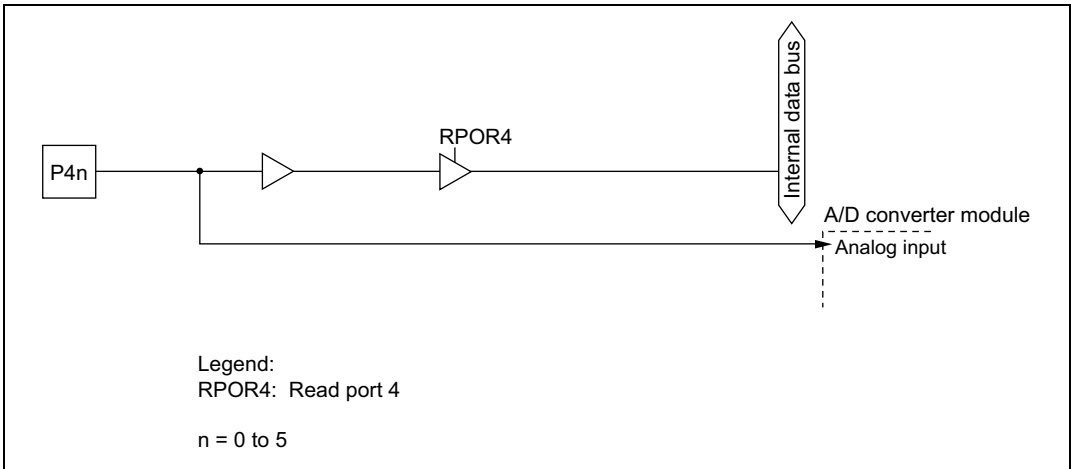 Internal data bus
RPOR4
P4n
A/D converter module
Analog input
Legend:
RPOR4: Read port 4
n = 0 to 5